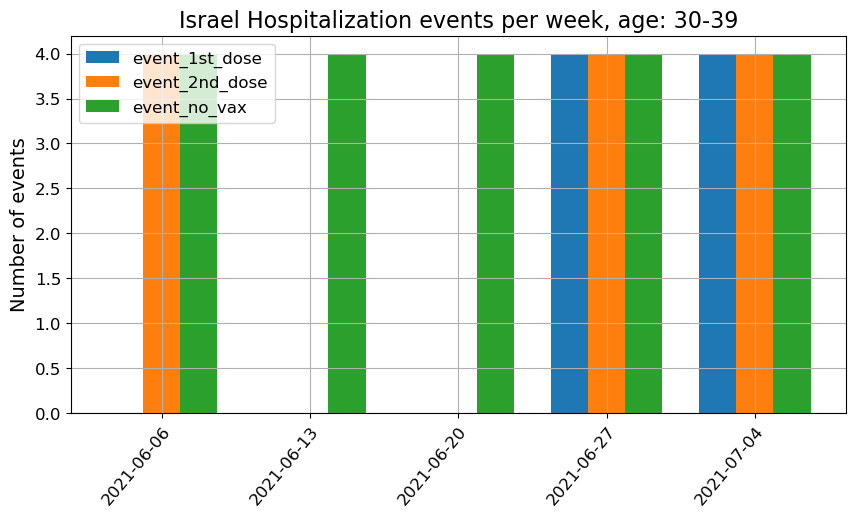 Israel Hospitalization events per week, age: 30-39
event_1st_dose
event_2nd_dose
event_no_vax
Number of events
4.0
3.5
3.0
2.5
2.0
1.5
1.0
0.5
0.0
2021-06-06
2021-06-13
2021-06-20
2021-06-27
2021-07-04